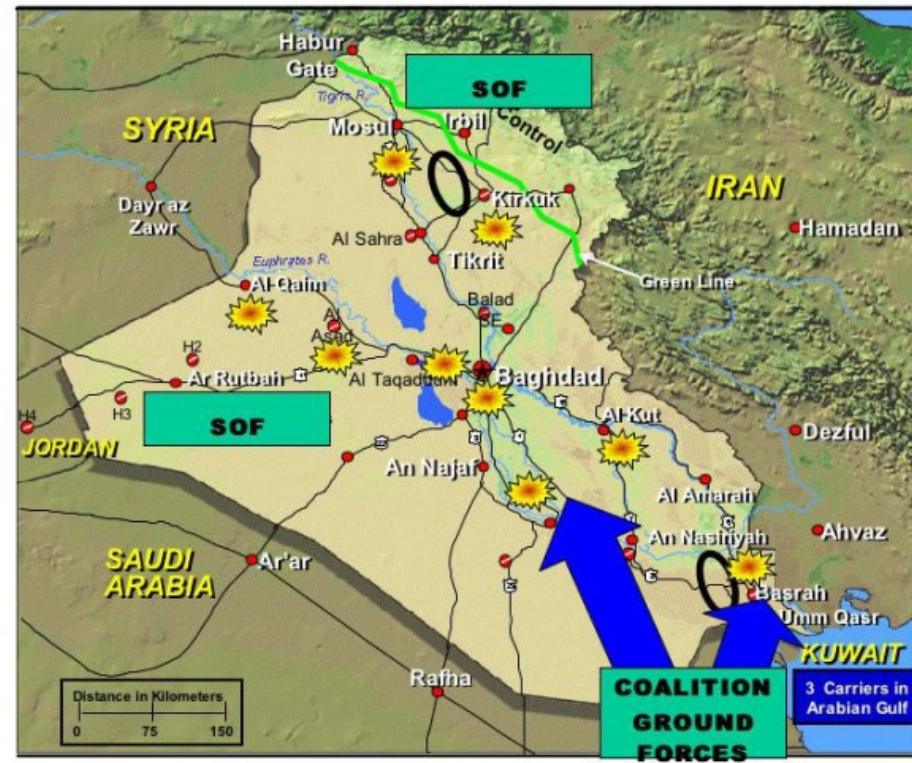 Habur
Gate
SOF
Tigris R.
Mosul
Irbil
Control
SYRIA
IRAN
Dayr az
Zawr
Kirkuk
Hamadan
Al Sahra
Tikrit
Euphrates R.
Green Line
Al Qaim
Balad
SE
Al
Asad
H2
Ar Rutbah
Al Taqaddum
Baghdad
H4
H3
SOF
Al Kut
JORDAN
Dezful
An Najaf
Al Amarah
An Nasiriyah
Ahvaz
SAUDI
ARABIA
Ar'ar
Basrah
Umm Qasr
KUWAIT
Rafha
COALITION
GROUND
FORCES
3 Carriers in
Arabian Gulf
Distance in Kilometers
0 75 150